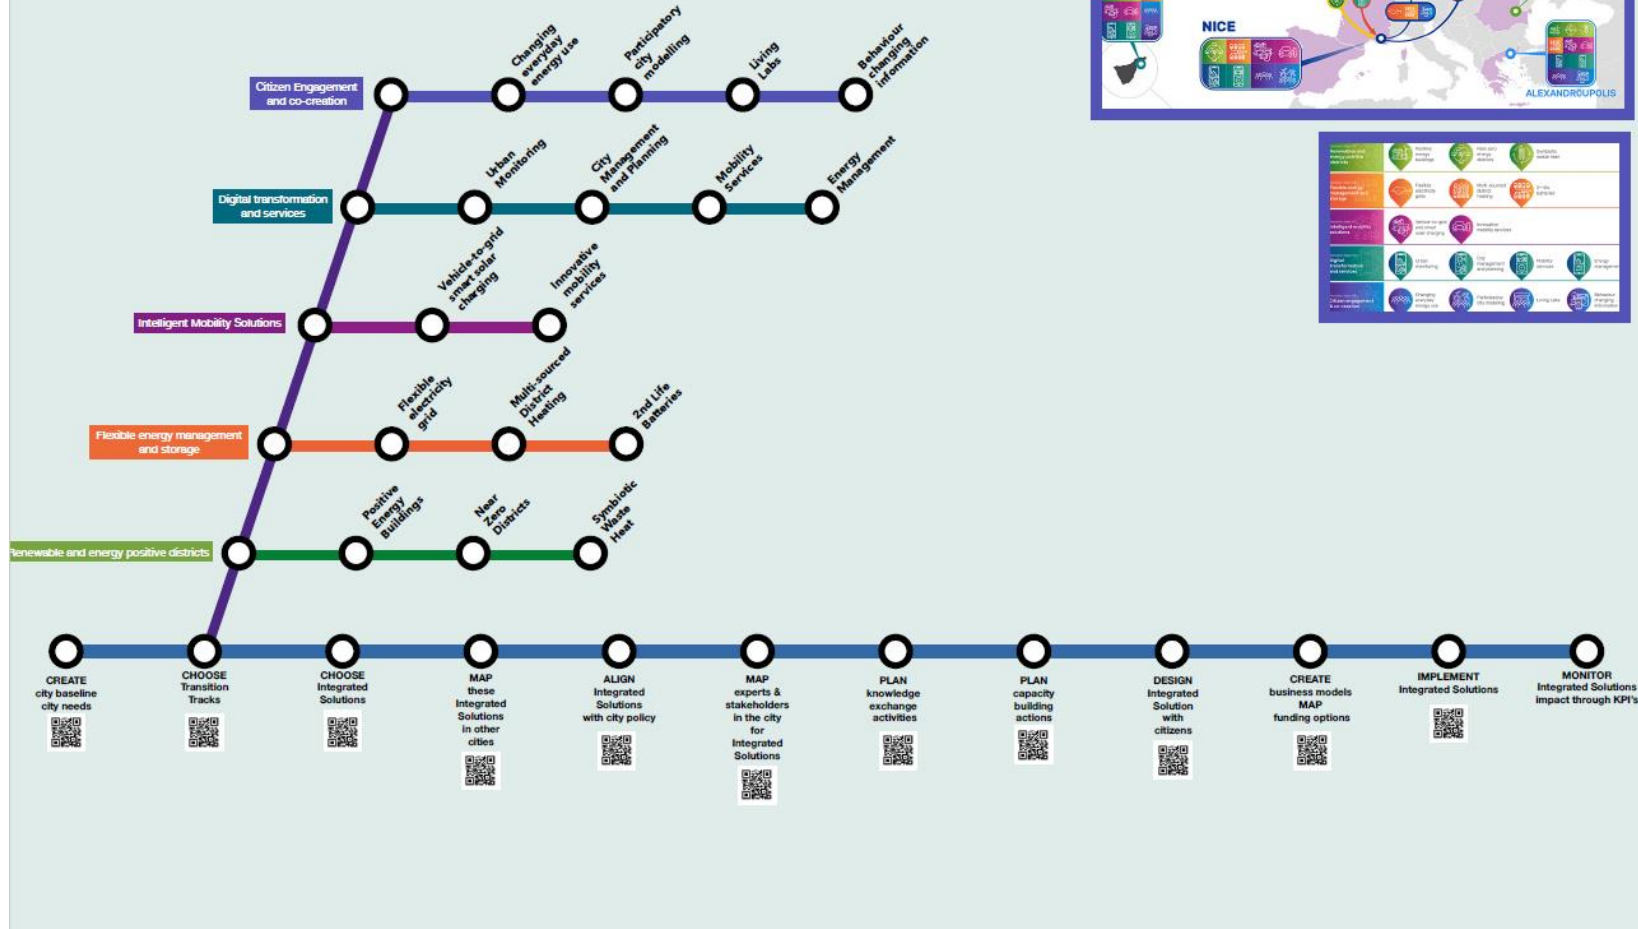 NICE
ALEXANDROUPOLIS
Citizen Engagement
and co-creation
Changing
everyday
energy use
Participatory
city
modelling
Living
Labs
Behaviour
changing
information
Digital transformation
and services
Urban
Monitoring
City
Management
and Planning
Mobility
Services
Energy
Management
Intelligent Mobility Solutions
Vehicle-to-grid
smart solar
charging
Innovative
mobility
services
Flexible energy management
and storage
Flexible
electricity
grid
Multi-sourced
District
Heating
2nd Life
Batteries
Renewable and energy positive districts
Positive
Energy
Buildings
Near
Zero
Districts
Symbiotic
Waste
Heat
CREATE
city baseline
city needs
CHOOSE
Transition
Tracks
CHOOSE
Integrated
Solutions
MAP
these
Integrated
Solutions
in other
cities
ALIGN
Integrated
Solutions
with city policy
MAP
experts &
stakeholders
in the city
for
Integrated
Solutions
PLAN
knowledge
exchange
activities
PLAN
capacity
building
actions
DESIGN
Integrated
Solution
with
citizens
CREATE
business models
MAP
funding options
IMPLEMENT
Integrated Solutions
MONITOR
Integrated Solutions
impact through KPI's